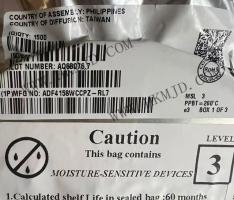 COUNTRY OF ASSEMBLY: PHILIPPINES
COUNTRY OF DIFFUSION: TAIWAN
(Q)QTY: 1500
LOT NUMBER: AQ68076.7
(1P)MFG NO: ADF4158WCCPZ-RL7
MSL 3
PPBT=260°C
e3 BOX 1 OF 3
Caution
This bag contains
MOISTURE-SENSITIVE DEVICES
LEVEL
3
1. Calculated shelf Life in sealed bag :60 months